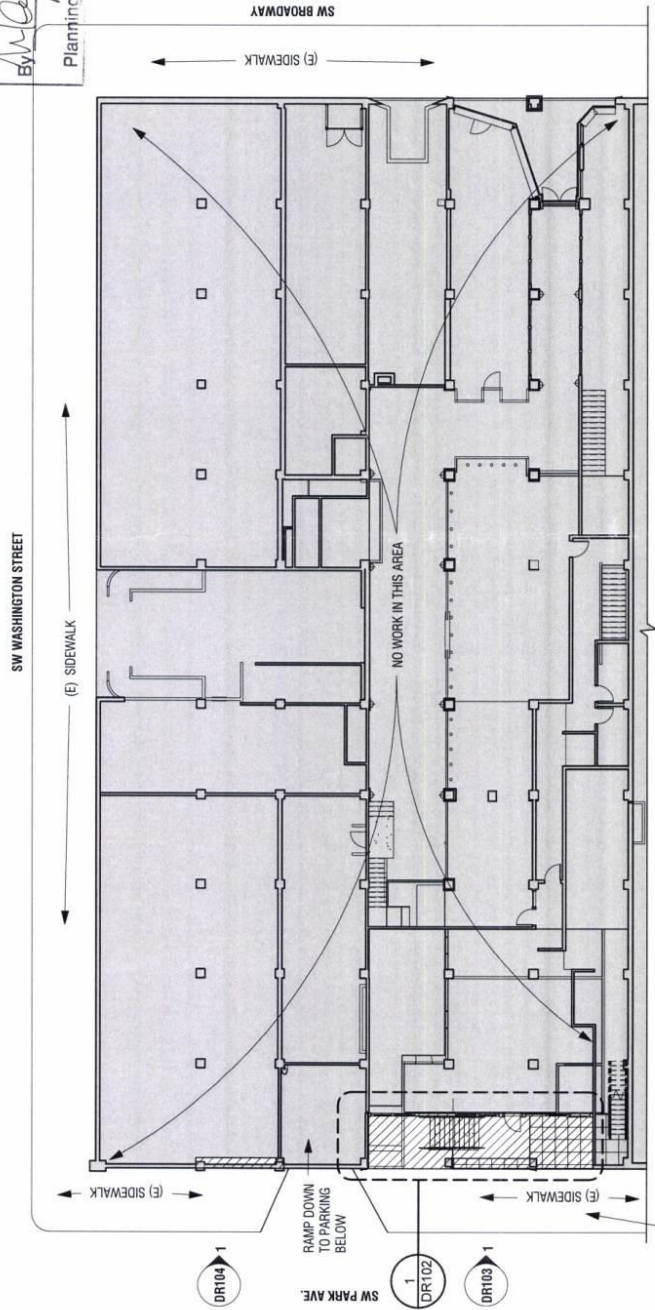 By
Planning
SW BROADWAY
(E) SIDEWALK
SW WASHINGTON STREET
(E) SIDEWALK
NO WORK IN THIS AREA
(E) SIDEWALK
RAMP DOWN
TO PARKING
BELOW
(E) SIDEWALK
SW PARK AVE.
1
DR104
1
DR102
1
DR103